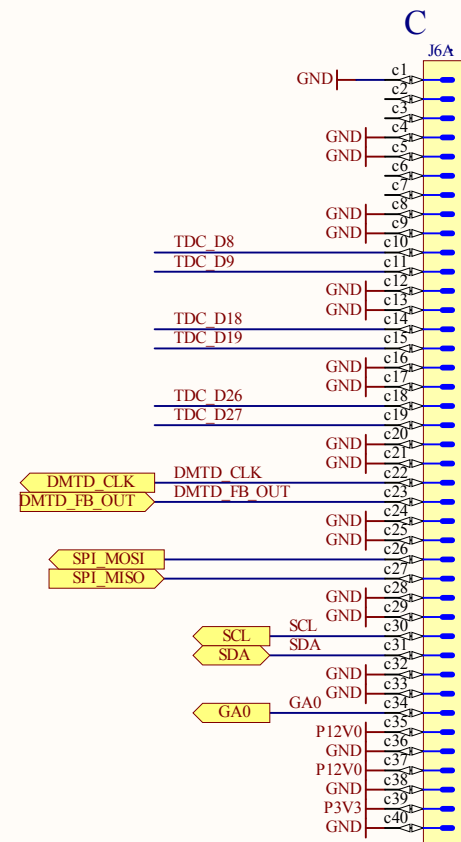 C
J6A
GND c1
c2
c3
GND c4
GND c5
c6
c7
GND c8
GND c9
TDC_D8 c10
TDC_D9 c11
GND c12
GND c13
TDC_D18 c14
TDC_D19 c15
GND c16
GND c17
TDC_D26 c18
TDC_D27 c19
GND c20
GND c21
DMTD_CLK DMTD_CLK c22
DMTD_FB_OUT DMTD_FB_OUT c23
GND c24
GND c25
SPI_MOSI c26
SPI_MISO c27
GND c28
GND c29
SCL SCL c30
SDA SDA c31
GND c32
GND c33
GA0 GA0 c34
P12V0 c35
GND c36
P12V0 c37
GND c38
P3V3 c39
GND c40